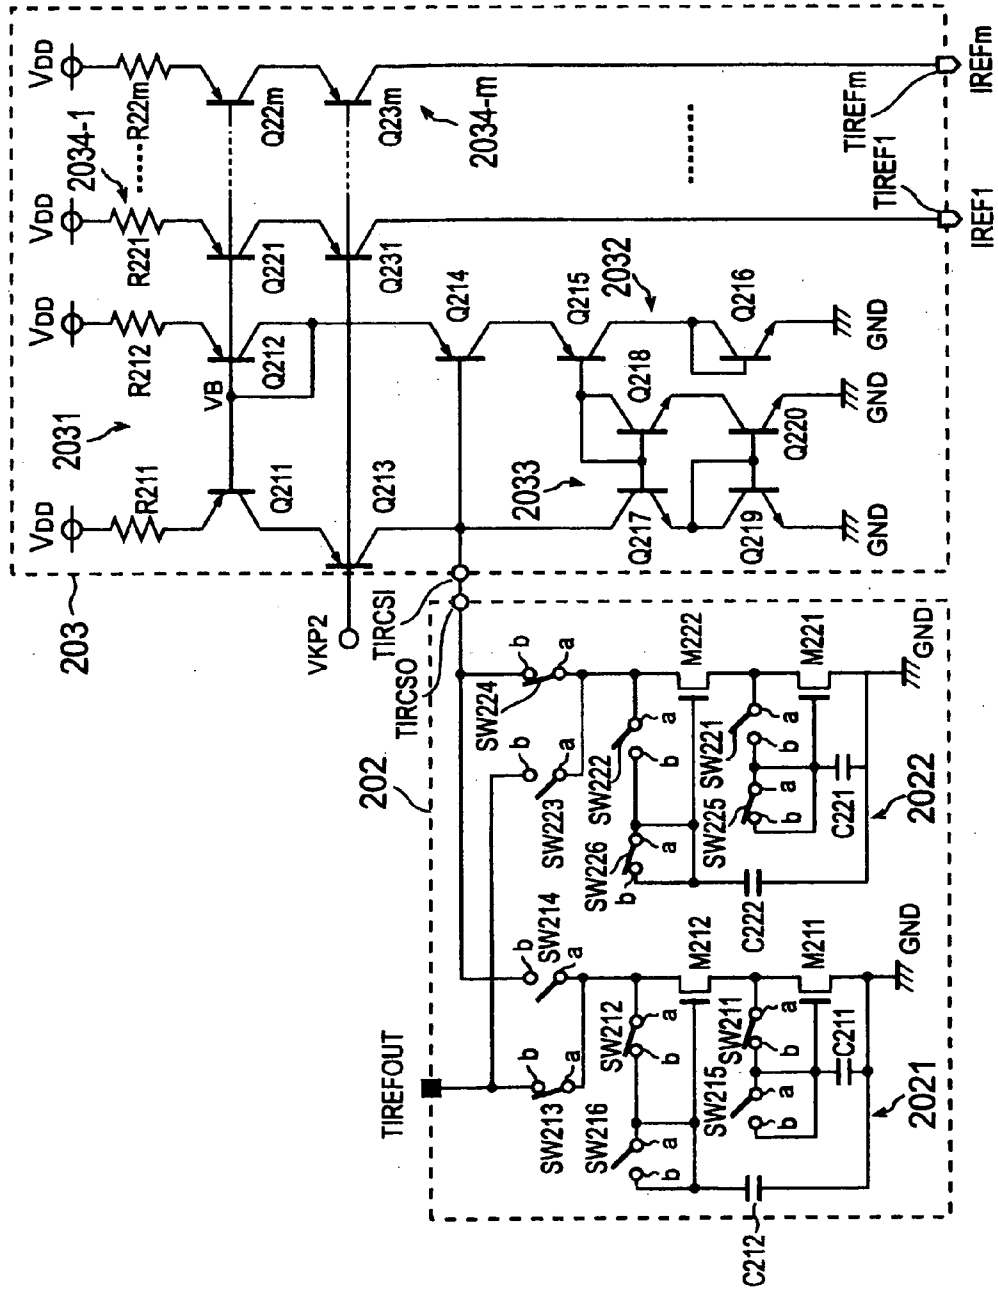 VDD
VDD
VDD
VDD
R211
R212
R221
R22m
2034-1
2031
203
VB
Q211
Q212
Q221
Q22m
VKP2
Q213
Q231
Q23m
2034-m
TIRCSI
TIRCSO
Q214
Q215
2032
Q216
Q218
2033
Q217
Q219
Q220
GND
GND
GND
TIREF1
TIREFm
IREF1
IREFm
202
TIREFOUT
SW213
b
a
SW214
b
a
SW223
b
a
SW224
b
a
SW216
a
b
SW212
a
b
SW226
a
b
SW222
a
b
M212
M222
SW215
a
b
SW211
a
b
SW225
a
b
SW221
a
b
M211
M221
C212
C211
C222
C221
GND
GND
2021
2022